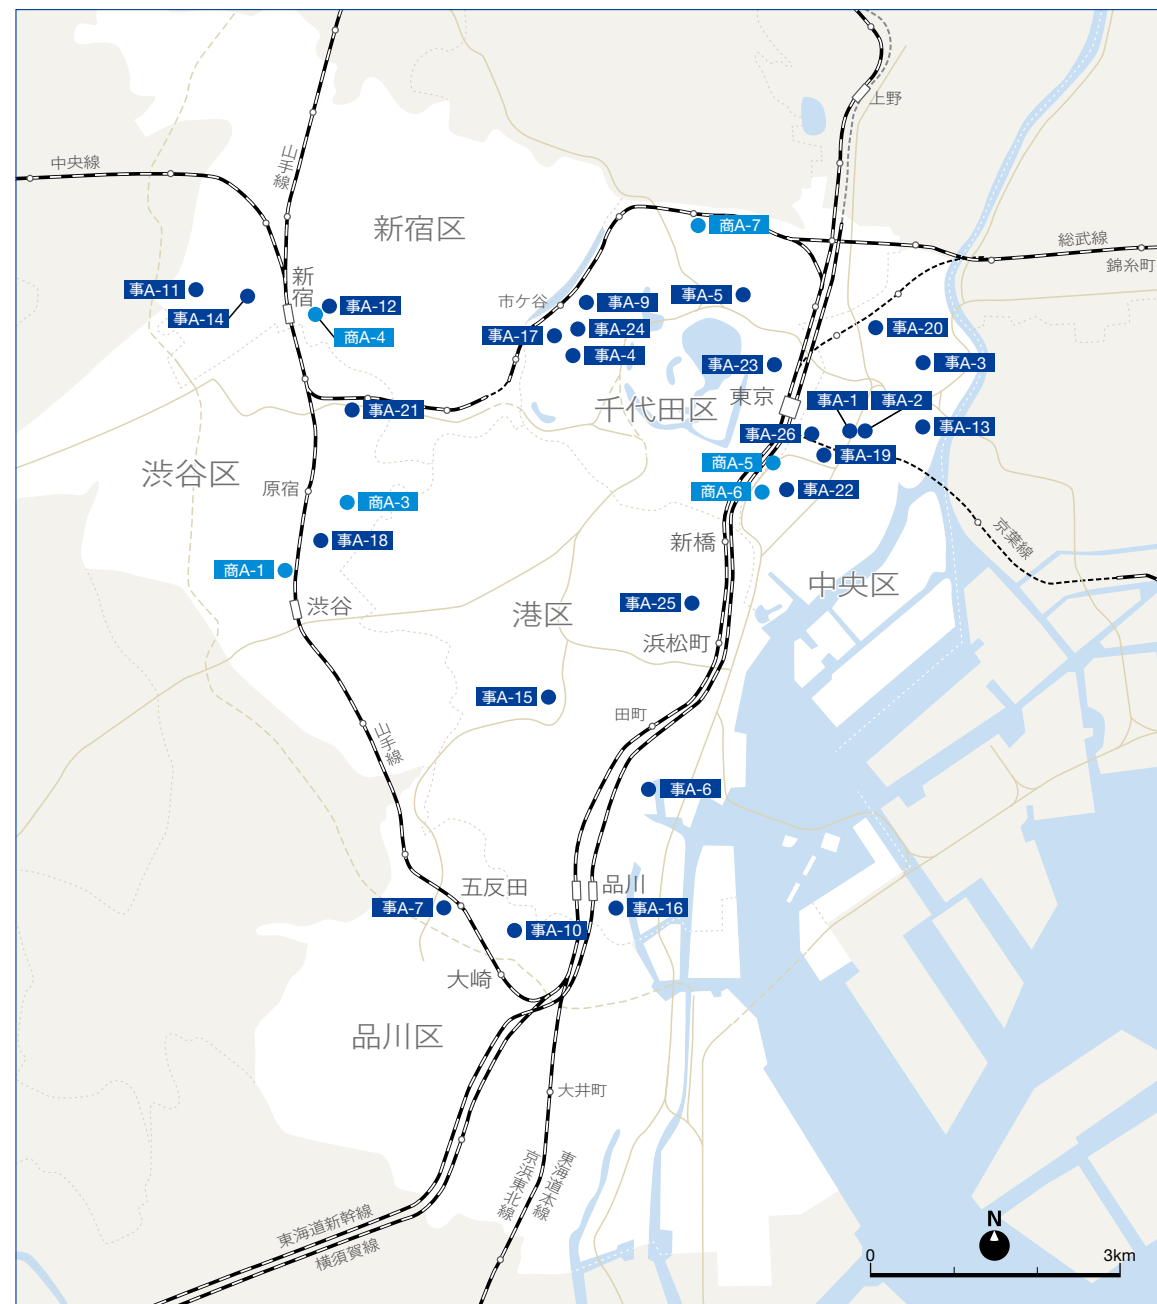 上野
中央線
山手線
新宿区
商A-7
総武線
錦糸町
新宿
事A-11
事A-14
事A-12
商A-4
市ケ谷
事A-9
事A-5
事A-17
事A-24
事A-4
事A-20
事A-23
事A-3
東京
千代田区
事A-1
事A-2
事A-21
事A-26
事A-13
事A-19
商A-5
渋谷区
原宿
商A-3
商A-6
事A-22
事A-18
新橋
京葉線
商A-1
中央区
渋谷
港区
事A-25
浜松町
事A-15
田町
山手線
事A-6
五反田
品川
事A-7
事A-16
事A-10
大崎
品川区
大井町
京浜東北線
東海道本線
東海道新幹線
横須賀線
N
0
3km